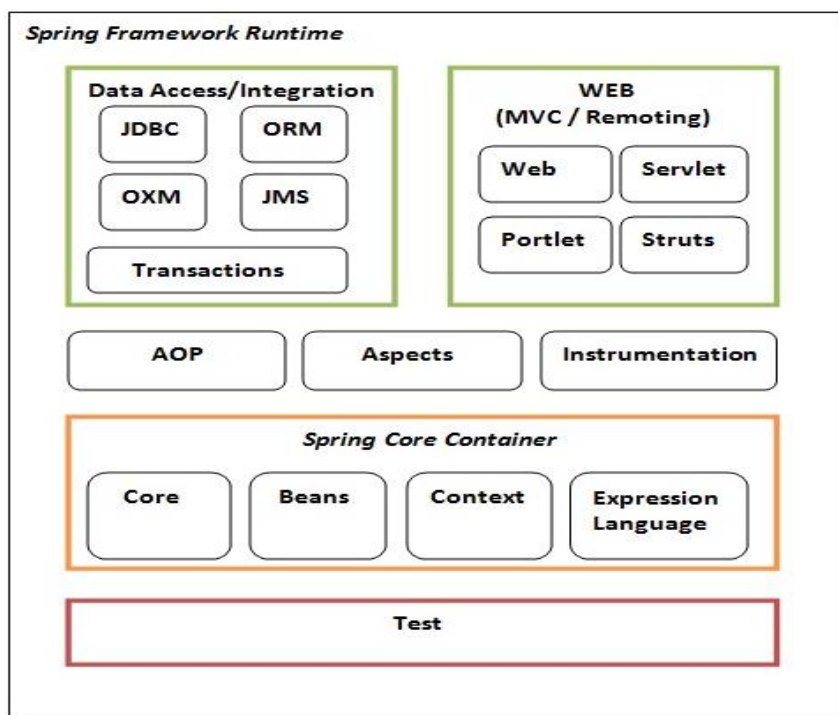 Spring Framework Runtime
Data Access/Integration
JDBC
ORM
OXM
JMS
Transactions
WEB
(MVC / Remoting)
Web
Servlet
Portlet
Struts
AOP
Aspects
Instrumentation
Spring Core Container
Core
Beans
Context
Expression
Language
Test